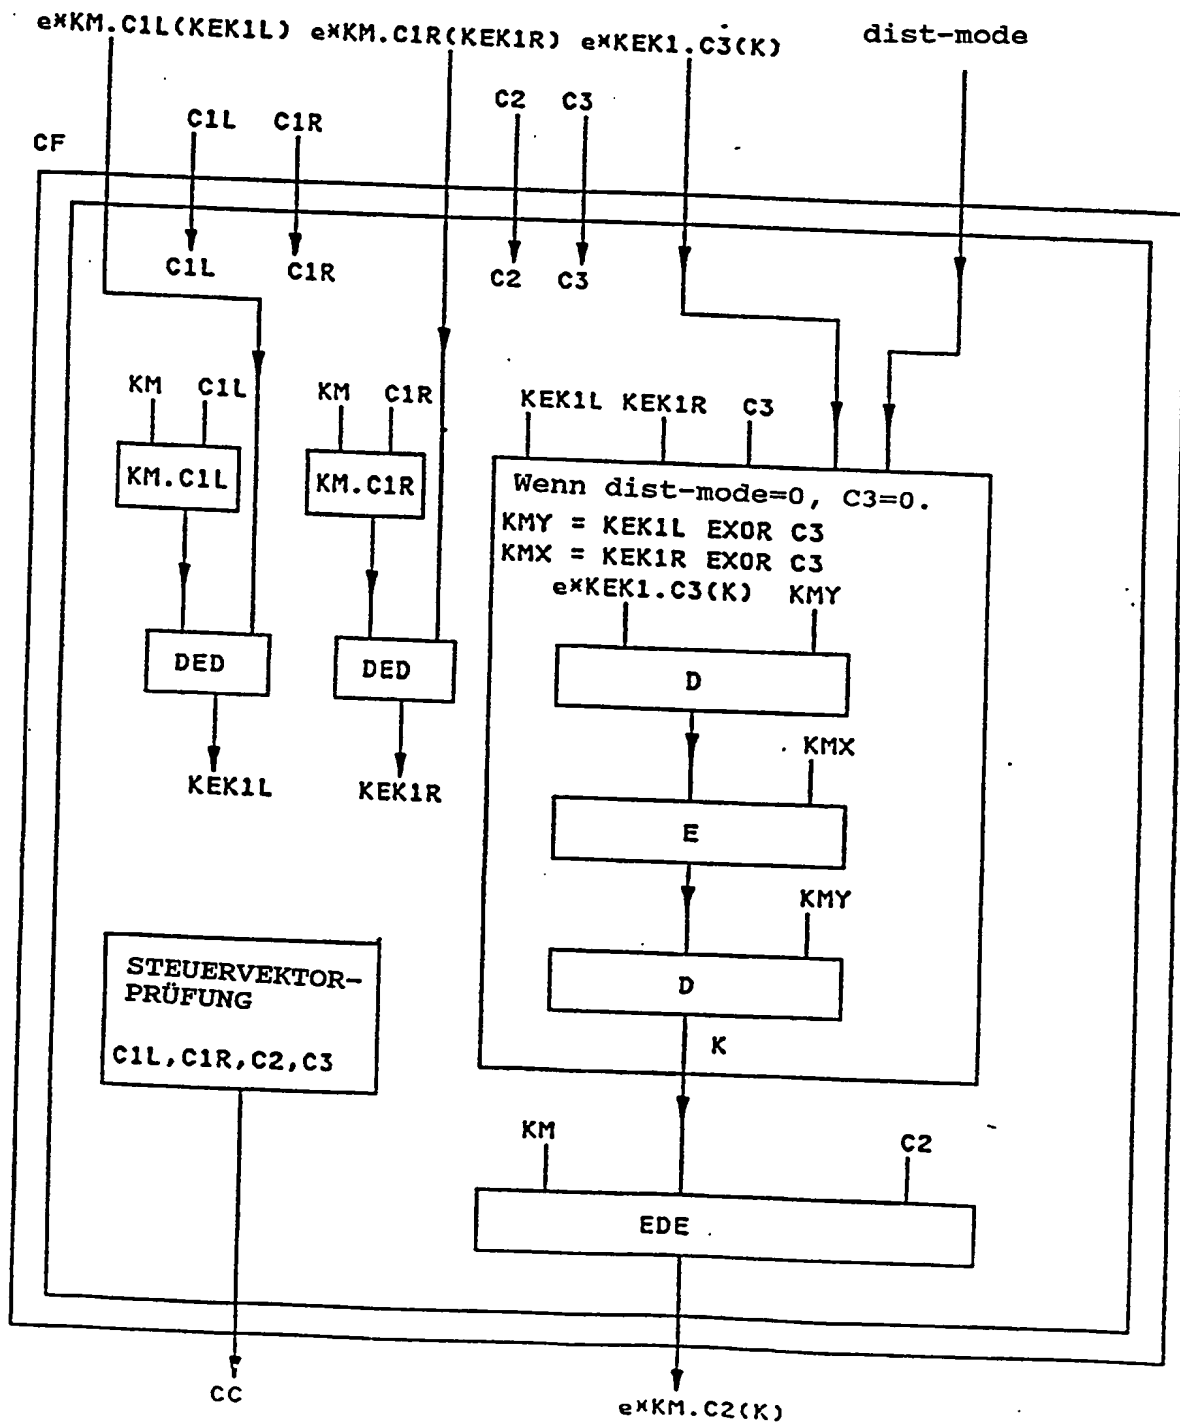 e*KM.C1L(KEK1L) e*KM.C1R(KEK1R) e*KEK1.C3(K) dist-mode
C1L C1R C2 C3
CF
C1L C1R C2 C3
KM C1L KM C1R KEK1L KEK1R C3
KM.C1L KM.C1R
Wenn dist-mode=0, C3=0.
KMY = KEK1L EXOR C3
KMX = KEK1R EXOR C3
e*KEK1.C3(K) KMY
DED DED D
KMX
KEK1L KEK1R
E
KMY
STEUERVEKTOR-
PRÜFUNG
C1L,C1R,C2,C3
D
K
KM C2
EDE
CC e*KM.C2(K)